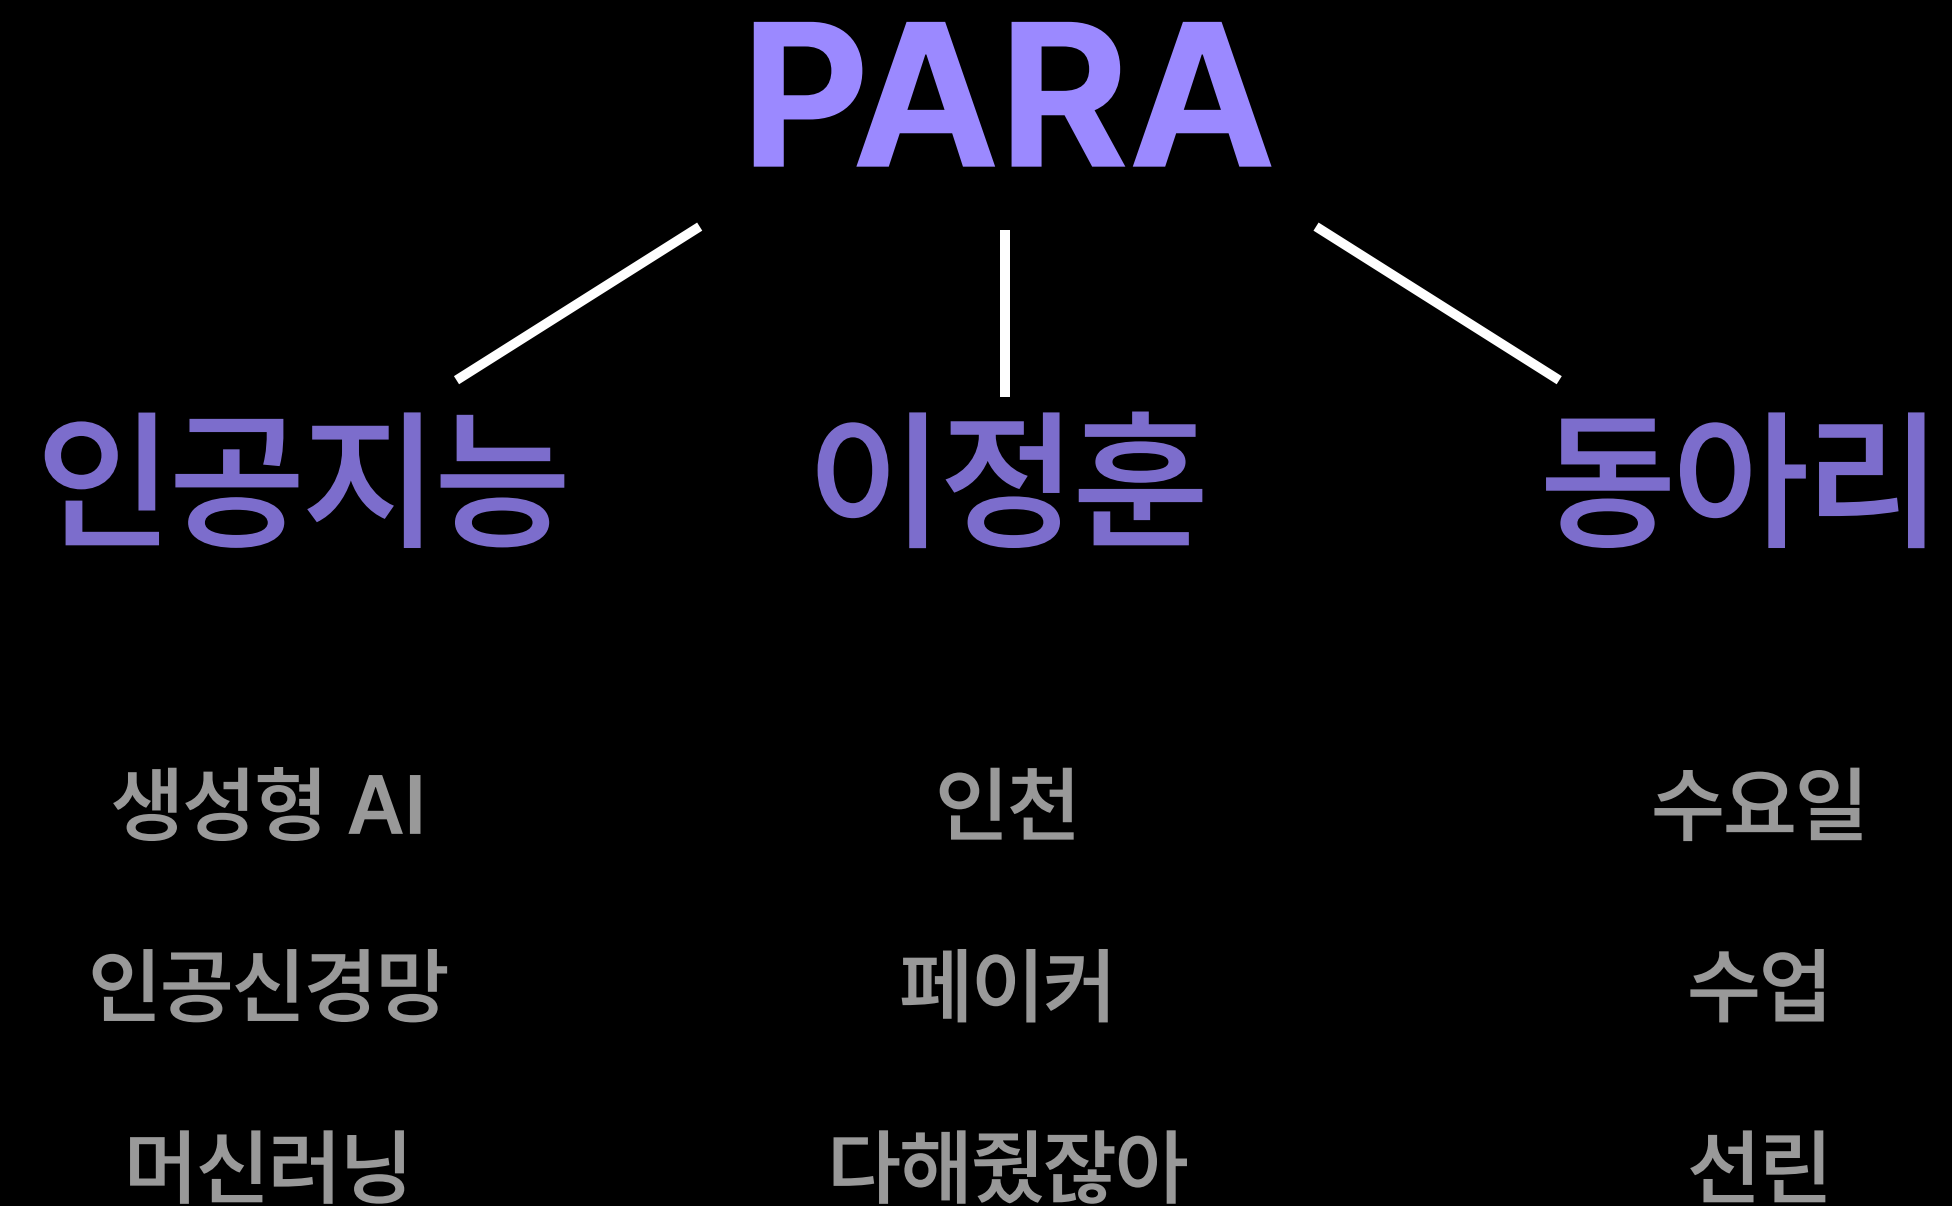 PARA
인공지능 이정훈 동아리
생성형 AI 인천 수요일
인공신경망 페이커 수업
머신러닝 다해줬잖아 선린